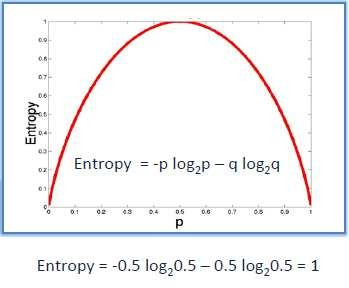 1
0.9
0.8
0.7
0.6
0.5
0.4
0.3
0.2
0.1
0
Entropy
Entropy = -p log₂p – q log₂q
0 0.1 0.2 0.3 0.4 0.5 0.6 0.7 0.8 0.9 1
p
Entropy = -0.5 log₂0.5 – 0.5 log₂0.5 = 1